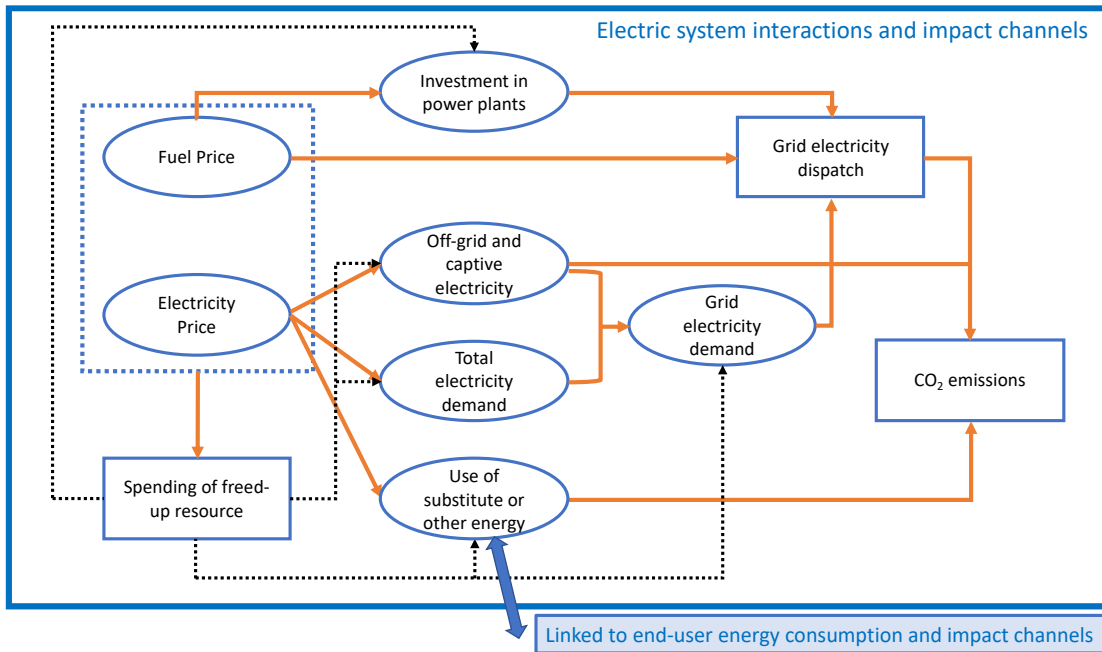 Electric system interactions and impact channels
Investment in
power plants
Fuel Price
Grid electricity
dispatch
Off-grid and
captive
electricity
Electricity
Price
Grid
electricity
demand
Total
electricity
demand
CO₂ emissions
Spending of freed-
up resource
Use of
substitute or
other energy
Linked to end-user energy consumption and impact channels